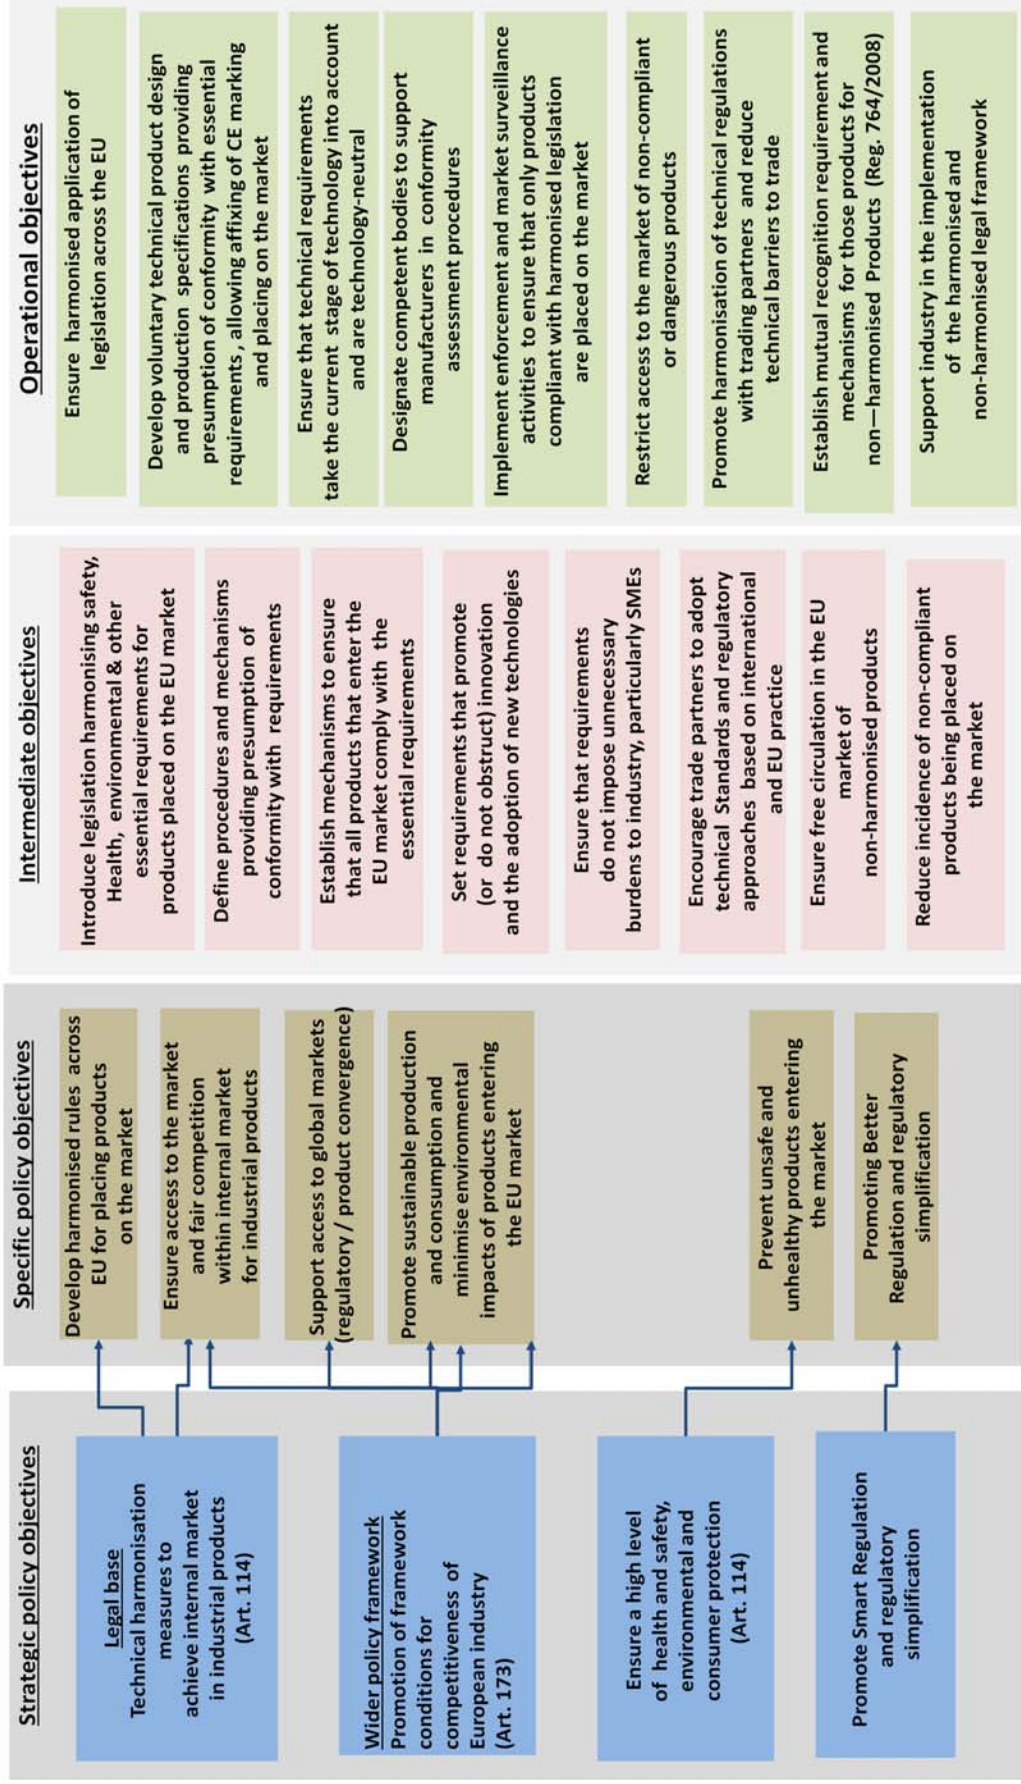 Strategic policy objectives
Legal base
Technical harmonisation
measures to
achieve internal market
in industrial products
(Art. 114)
Wider policy framework
Promotion of framework
conditions for
competitiveness of
European industry
(Art. 173)
Ensure a high level
of health and safety,
environmental and
consumer protection
(Art. 114)
Promote Smart Regulation
and regulatory
simplification
Specific policy objectives
Develop harmonised rules across
EU for placing products
on the market
Ensure access to the market
and fair competition
within internal market
for industrial products
Support access to global markets
(regulatory / product convergence)
Promote sustainable production
and consumption and
minimise environmental
impacts of products entering
the EU market
Prevent unsafe and
unhealthy products entering
the market
Promoting Better
Regulation and regulatory
simplification
Intermediate objectives
Introduce legislation harmonising safety,
Health, environmental & other
essential requirements for
products placed on the EU market
Define procedures and mechanisms
providing presumption of
conformity with requirements
Establish mechanisms to ensure
that all products that enter the
EU market comply with the
essential requirements
Set requirements that promote
(or do not obstruct) innovation
and the adoption of new technologies
Ensure that requirements
do not impose unnecessary
burdens to industry, particularly SMEs
Encourage trade partners to adopt
technical Standards and regulatory
approaches based on international
and EU practice
Ensure free circulation in the EU
market of
non-harmonised products
Reduce incidence of non-compliant
products being placed on
the market
Operational objectives
Ensure harmonised application of
legislation across the EU
Develop voluntary technical product design
and production specifications providing
presumption of conformity with essential
requirements , allowing affixing of CE marking
and placing on the market
Ensure that technical requirements
take the current stage of technology into account
and are technology-neutral
Designate competent bodies to support
manufacturers in conformity
assessment procedures
Implement enforcement and market surveillance
activities to ensure that only products
compliant with harmonised legislation
are placed on the market
Restrict access to the market of non-compliant
or dangerous products
Promote harmonisation of technical regulations
with trading partners and reduce
technical barriers to trade
Establish mutual recognition requirement and
mechanisms for those products for
non—harmonised Products (Reg. 764/2008)
Support industry in the implementation
of the harmonised and
non-harmonised legal framework